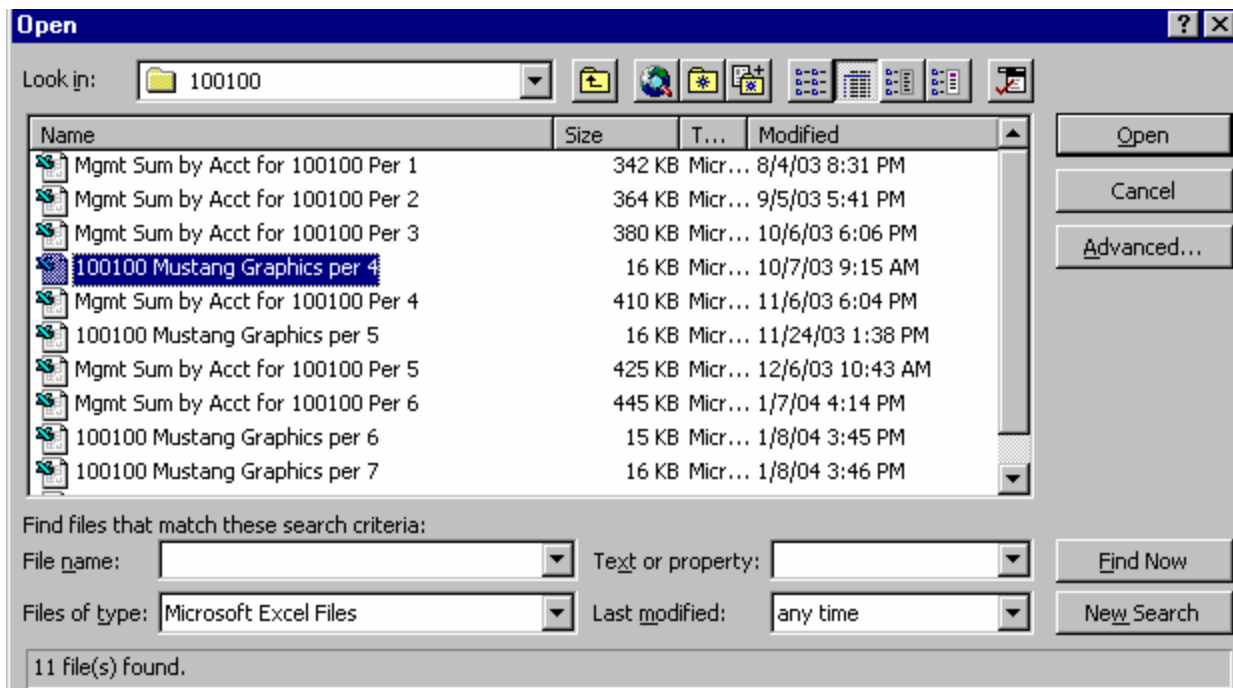 Open
Look in: 100100
Name Size T... Modified
Mgmt Sum by Acct for 100100 Per 1 342 KB Micr... 8/4/03 8:31 PM
Mgmt Sum by Acct for 100100 Per 2 364 KB Micr... 9/5/03 5:41 PM
Mgmt Sum by Acct for 100100 Per 3 380 KB Micr... 10/6/03 6:06 PM
100100 Mustang Graphics per 4 16 KB Micr... 10/7/03 9:15 AM
Mgmt Sum by Acct for 100100 Per 4 410 KB Micr... 11/6/03 6:04 PM
100100 Mustang Graphics per 5 16 KB Micr... 11/24/03 1:38 PM
Mgmt Sum by Acct for 100100 Per 5 425 KB Micr... 12/6/03 10:43 AM
Mgmt Sum by Acct for 100100 Per 6 445 KB Micr... 1/7/04 4:14 PM
100100 Mustang Graphics per 6 15 KB Micr... 1/8/04 3:45 PM
100100 Mustang Graphics per 7 16 KB Micr... 1/8/04 3:46 PM
Open
Cancel
Advanced...
Find files that match these search criteria:
File name: Text or property: Find Now
Files of type: Microsoft Excel Files Last modified: any time New Search
11 file(s) found.